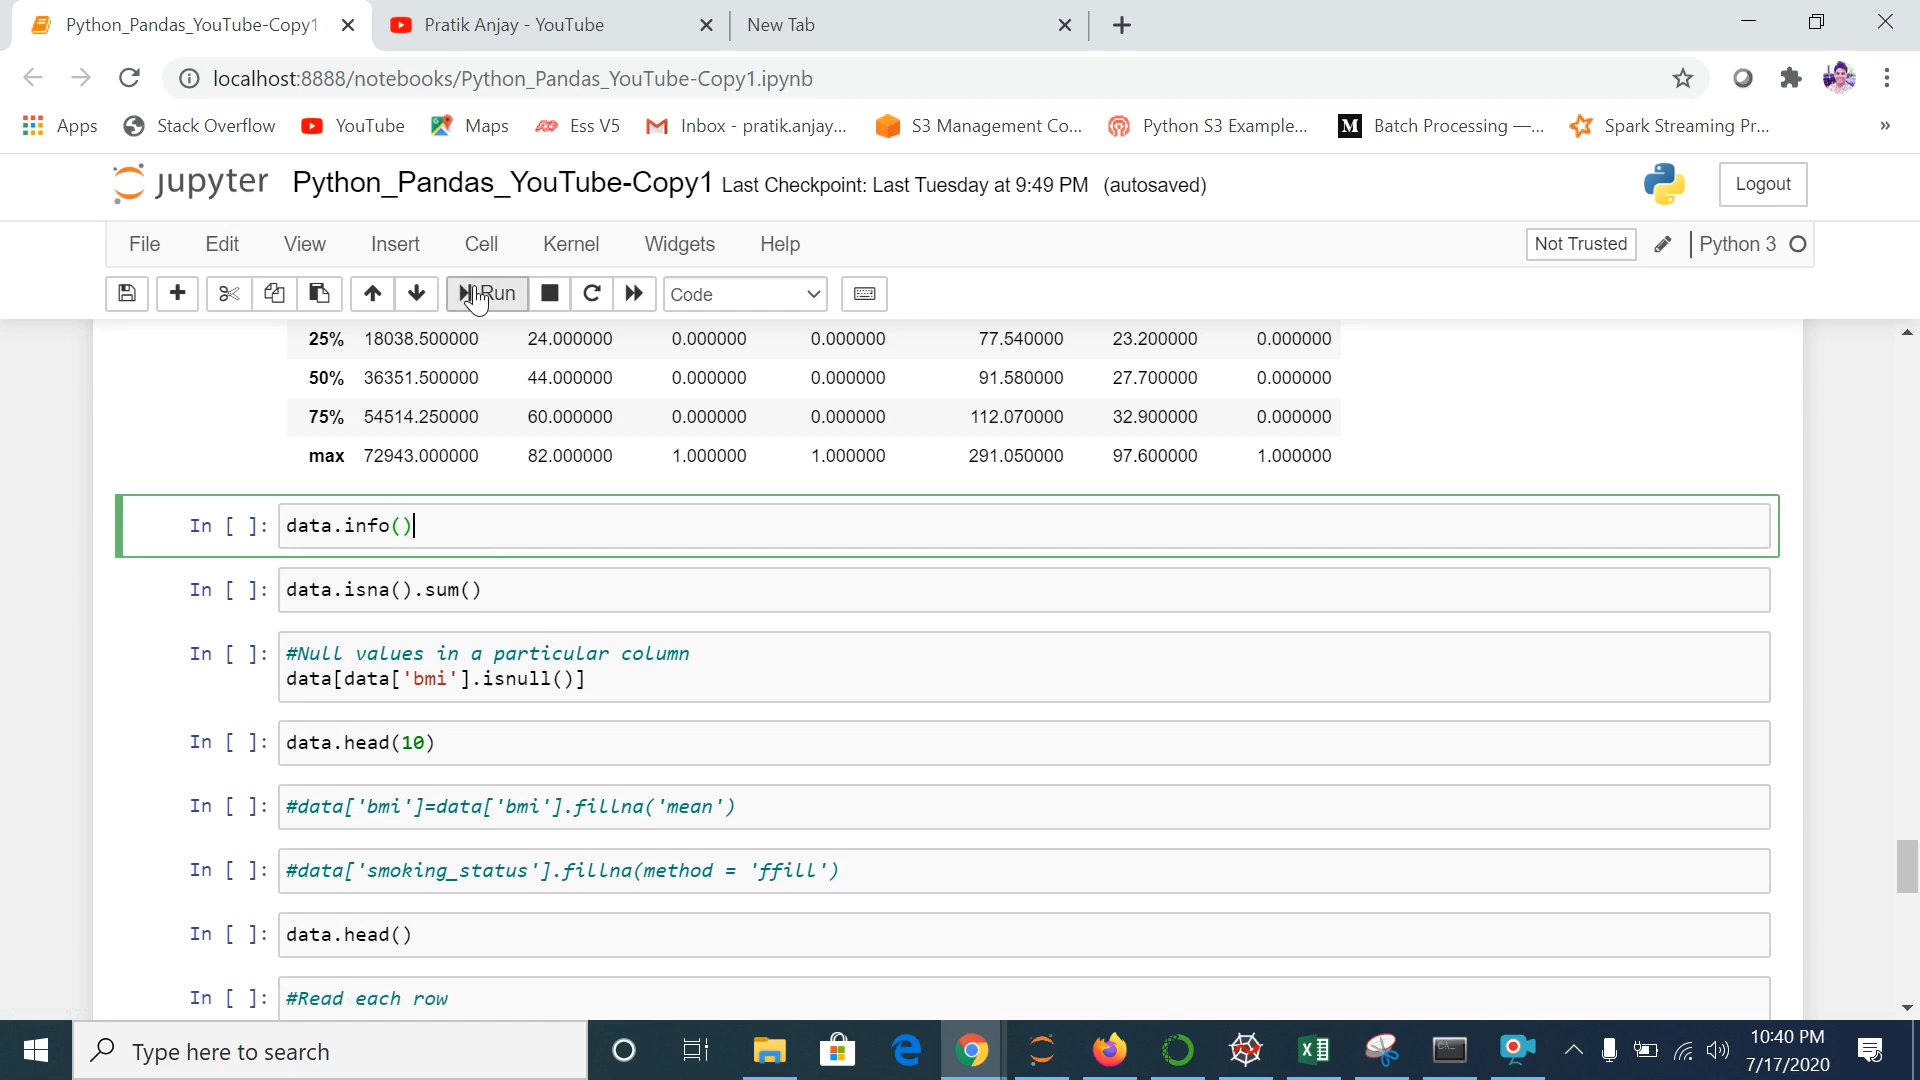 Python_Pandas_YouTube-Copy1
Pratik Anjay - YouTube
New Tab
localhost:8888/notebooks/Python_Pandas_YouTube-Copy1.ipynb
Apps
Stack Overflow
YouTube
Maps
Ess V5
Inbox - pratik.anjay...
S3 Management Co...
Python S3 Example...
M
Batch Processing —...
Spark Streaming Pr...
»
jupyter Python_Pandas_YouTube-Copy1 Last Checkpoint: Last Tuesday at 9:49 PM (autosaved)
Logout
File Edit View Insert Cell Kernel Widgets Help
Not Trusted
Python 3
Run
Code
25% 18038.500000 24.000000 0.000000 0.000000 77.540000 23.200000 0.000000
50% 36351.500000 44.000000 0.000000 0.000000 91.580000 27.700000 0.000000
75% 54514.250000 60.000000 0.000000 0.000000 112.070000 32.900000 0.000000
max 72943.000000 82.000000 1.000000 1.000000 291.050000 97.600000 1.000000
In [ ]: data.info()
In [ ]: data.isna().sum()
In [ ]: #Null values in a particular column
data[data['bmi'].isnull()]
In [ ]: data.head(10)
In [ ]: #data['bmi']=data['bmi'].fillna('mean')
In [ ]: #data['smoking_status'].fillna(method = 'ffill')
In [ ]: data.head()
In [ ]: #Read each row
Type here to search
10:40 PM
7/17/2020